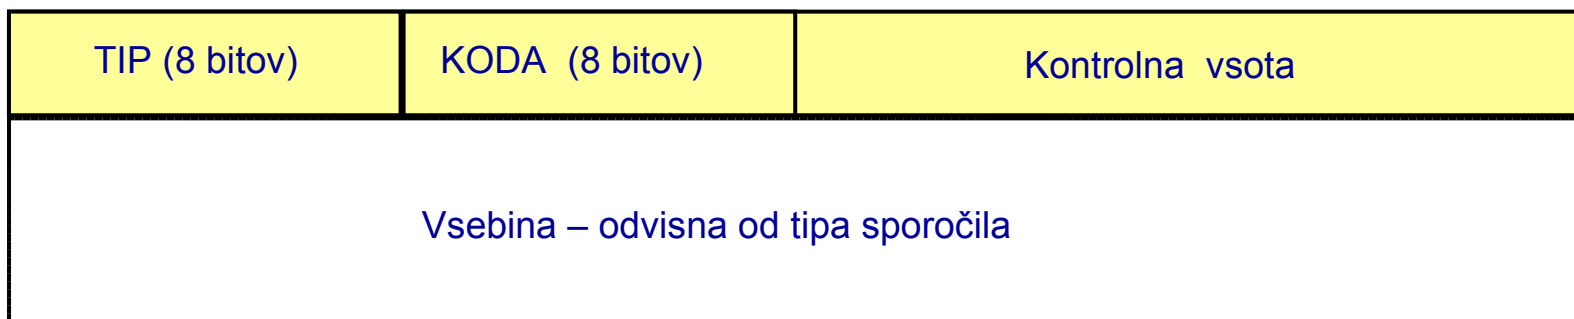 TIP (8 bitov)
KODA (8 bitov)
Kontrolna vsota
Vsebina – odvisna od tipa sporočila